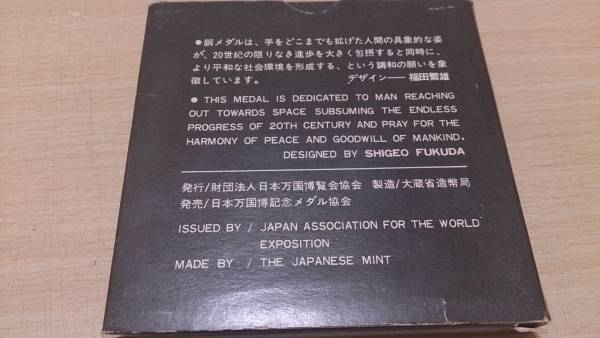 ●銅メダルは、手をどこまでも拡げた人間の具象的な姿
が、20世紀の限りなき進歩を大きく包摂すると同時に、
より平和な社会環境を形成する、という調和の願いを象
徴しています。　デザイン── 福田繁雄
● THIS MEDAL IS DEDICATED TO MAN REACHING
OUT TOWARDS SPACE SUBSUMING THE ENDLESS
PROGRESS OF 20TH CENTURY AND PRAY FOR THE
HARMONY OF PEACE AND GOODWILL OF MANKIND.
DESIGNED BY SHIGEO FUKUDA
発行/財団法人日本万国博覧会協会　製造/大蔵省造幣局
発売/日本万国博記念メダル協会
ISSUED BY / JAPAN ASSOCIATION FOR THE WORLD
EXPOSITION
MADE BY / THE JAPANESE MINT